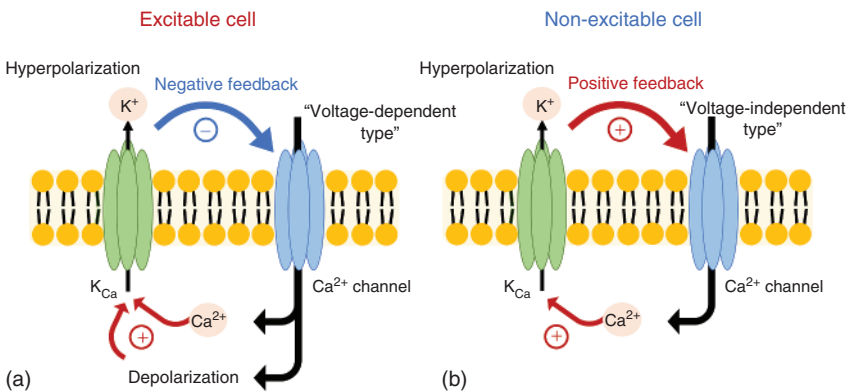 Excitable cell
Hyperpolarization
Negative feedback
K+
−
"Voltage-dependent
type"
KCa
Ca2+ channel
Ca2+
+
Depolarization
(a)
Non-excitable cell
Hyperpolarization
Positive feedback
K+
+
"Voltage-independent
type"
KCa
Ca2+ channel
Ca2+
+
(b)